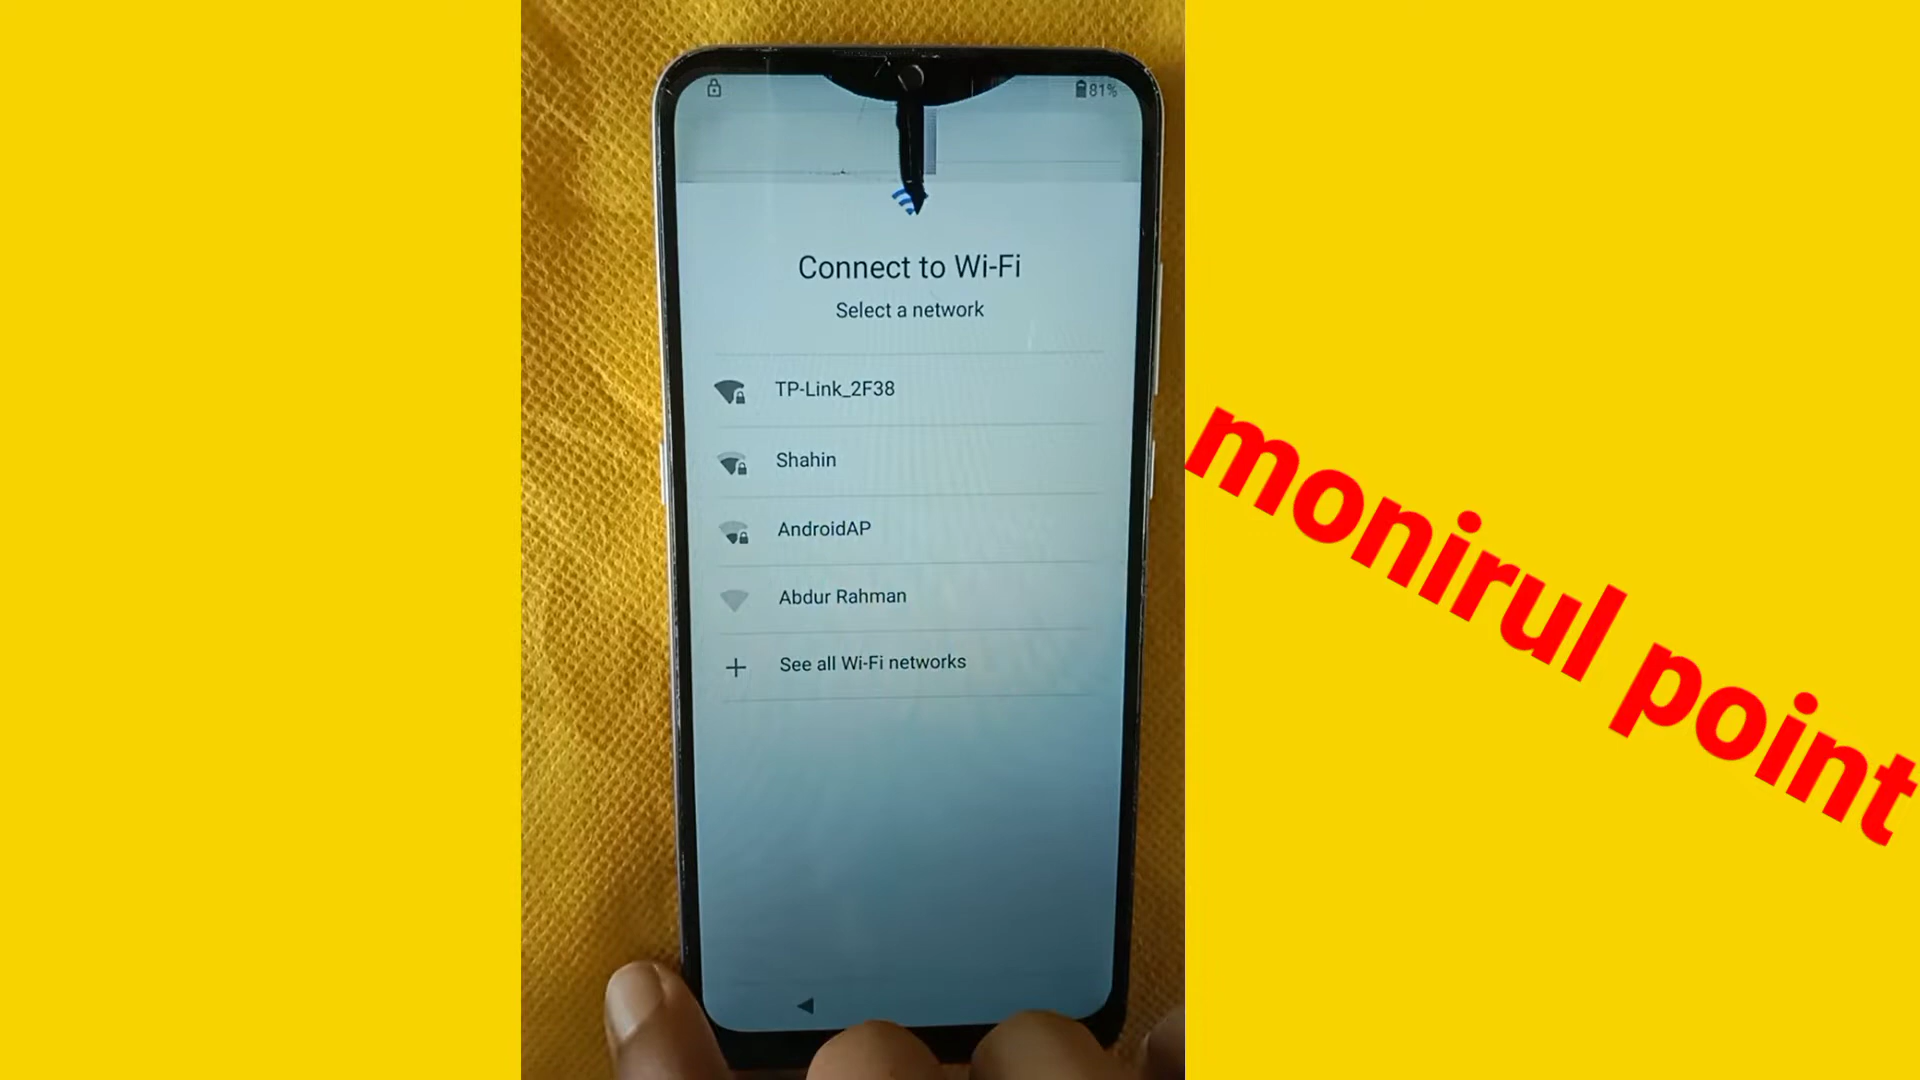 81%
Connect to Wi-Fi
Select a network
TP-Link_2F38
Shahin
AndroidAP
Abdur Rahman
See all Wi-Fi networks
monirul point